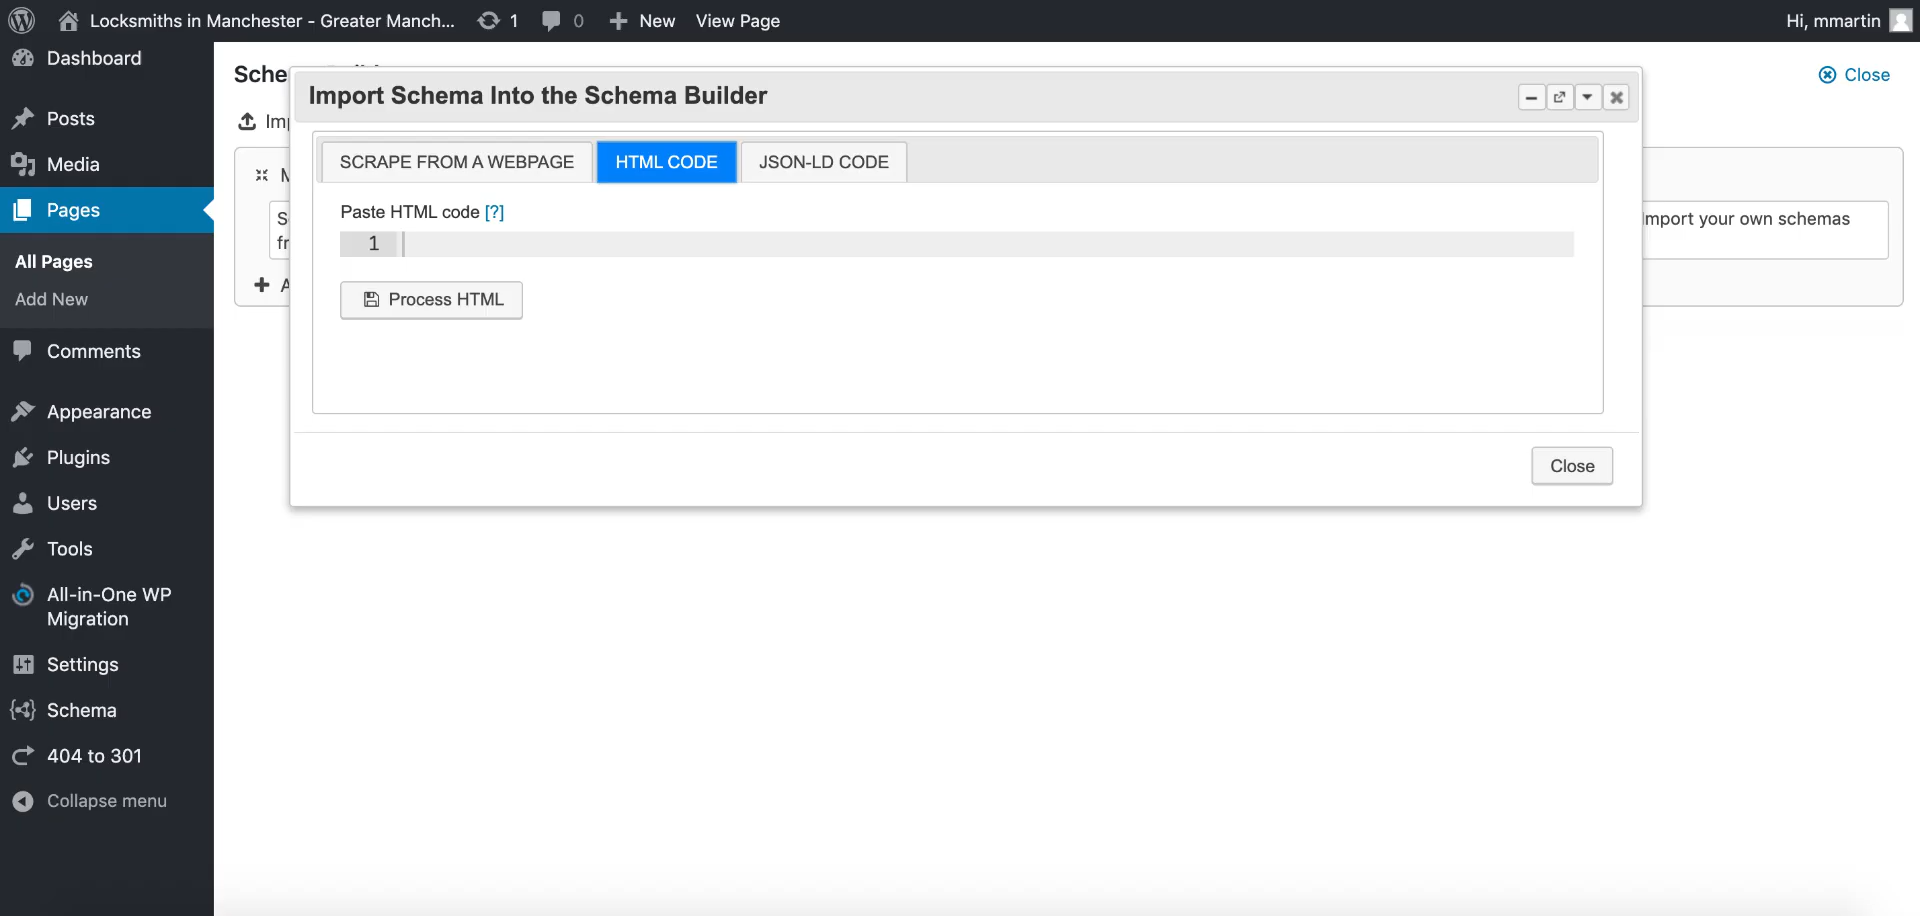 Locksmiths in Manchester - Greater Manch... 1 0 New View Page Hi, mmartin
Dashboard
Posts
Media
Pages
All Pages
Add New
Comments
Appearance
Plugins
Users
Tools
All-in-One WP
Migration
Settings
Schema
404 to 301
Collapse menu
Sche
Close
Import Schema Into the Schema Builder
SCRAPE FROM A WEBPAGE HTML CODE JSON-LD CODE
Paste HTML code [?]
1
Process HTML
Close
mport your own schemas